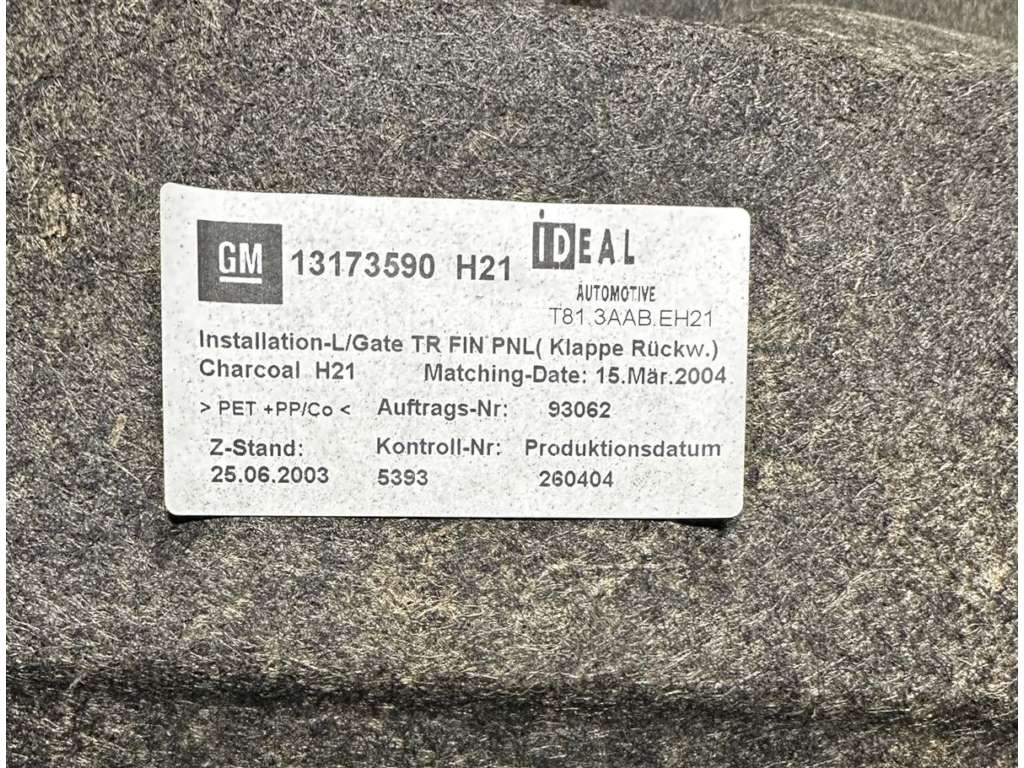 GM 13173590 H21 IDEAL
AUTOMOTIVE
T81.3AAB.EH21
Installation-L/Gate TR FIN PNL( Klappe Rückw.)
Charcoal H21 Matching-Date: 15.Mär.2004
> PET +PP/Co < Auftrags-Nr: 93062
Z-Stand: Kontroll-Nr: Produktionsdatum
25.06.2003 5393 260404